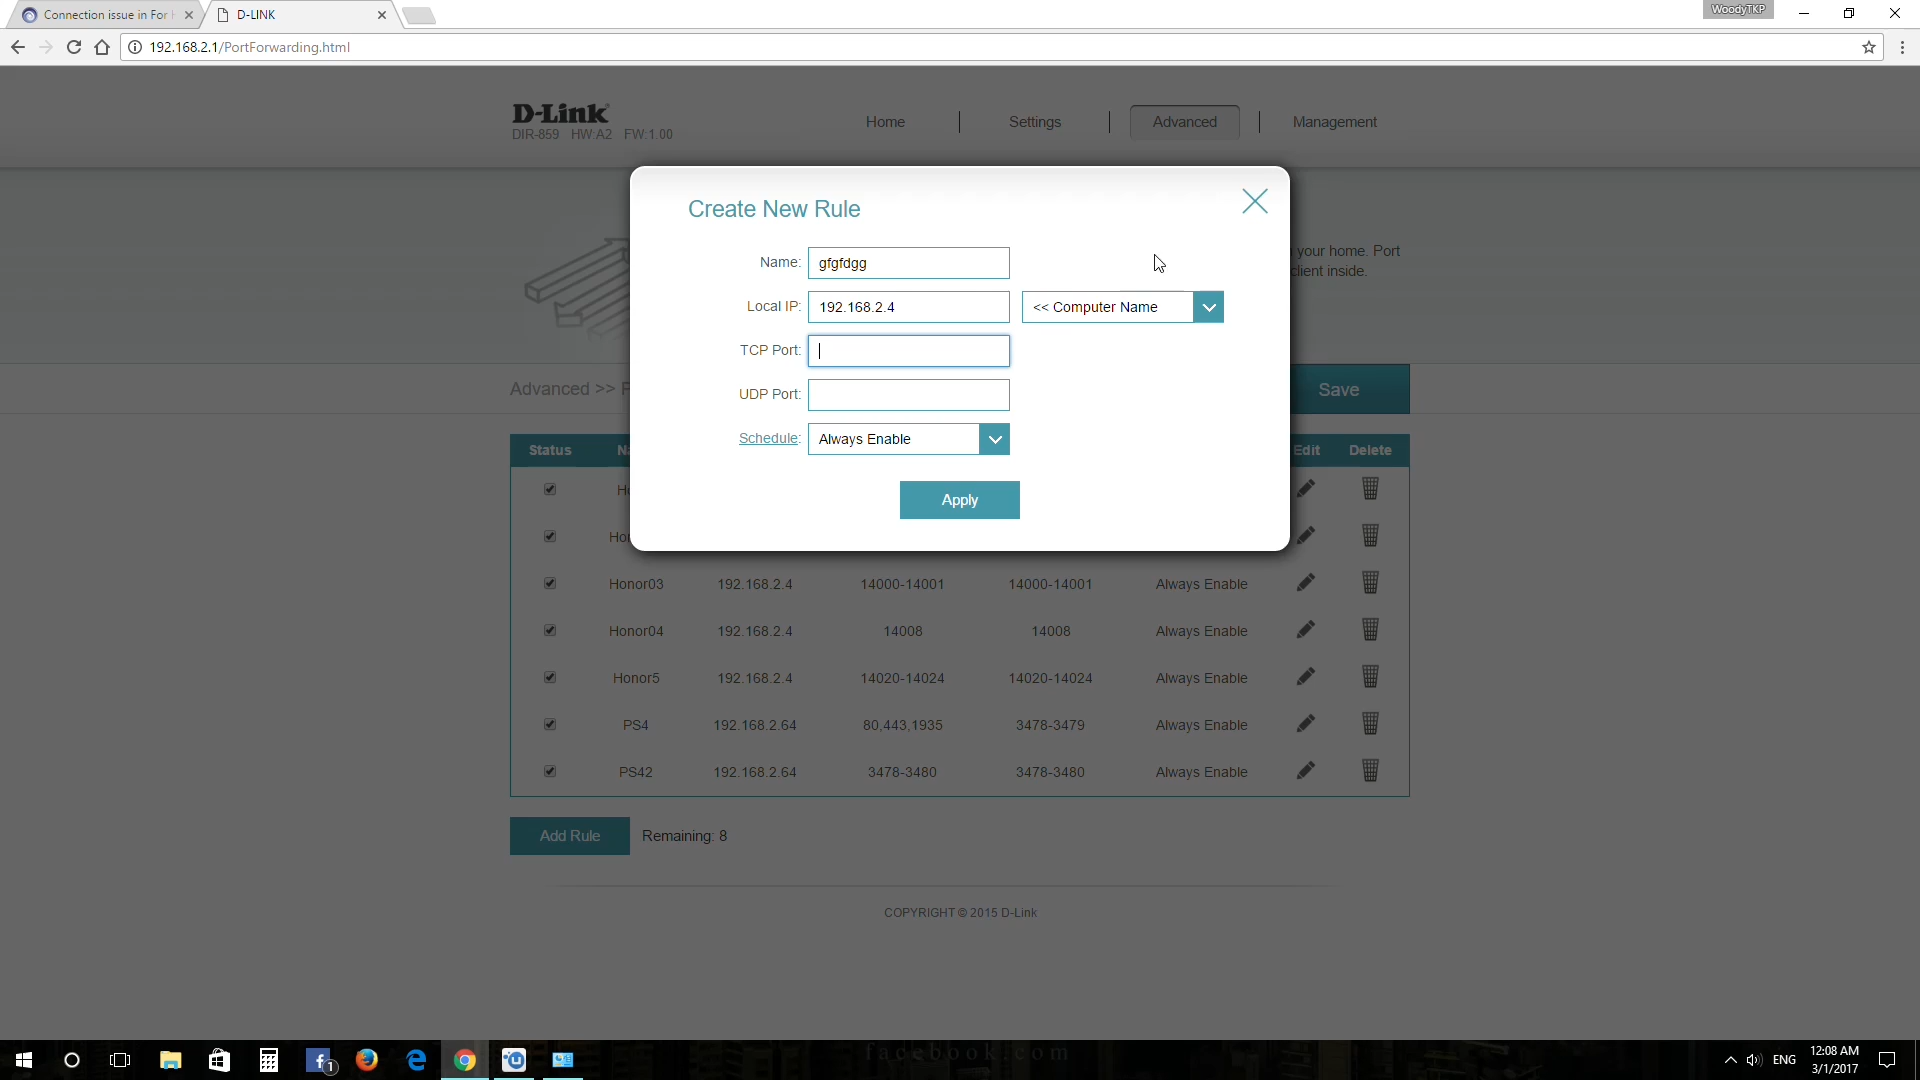 Connection issue in For H
D-LINK
WoodyTKP
192.168.2.1/PortForwarding.html
D-Link
DIR-859 HW:A2 FW:1.00
Home
Settings
Advanced
Management
Create New Rule
Name: gfgfdgg
your home. Port
client inside.
Local IP: 192.168.2.4 << Computer Name
TCP Port:
UDP Port:
Advanced >> P
Save
Schedule: Always Enable
Status Na Edit Delete
Ho
Apply
Hon
Honor03 192.168.2.4 14000-14001 14000-14001 Always Enable
Honor04 192.168.2.4 14008 14008 Always Enable
Honor5 192.168.2.4 14020-14024 14020-14024 Always Enable
PS4 192.168.2.64 80,443,1935 3478-3479 Always Enable
PS42 192.168.2.64 3478-3480 3478-3480 Always Enable
Add Rule Remaining: 8
COPYRIGHT © 2015 D-Link
facebook.com
1
ENG
12:08 AM
3/1/2017